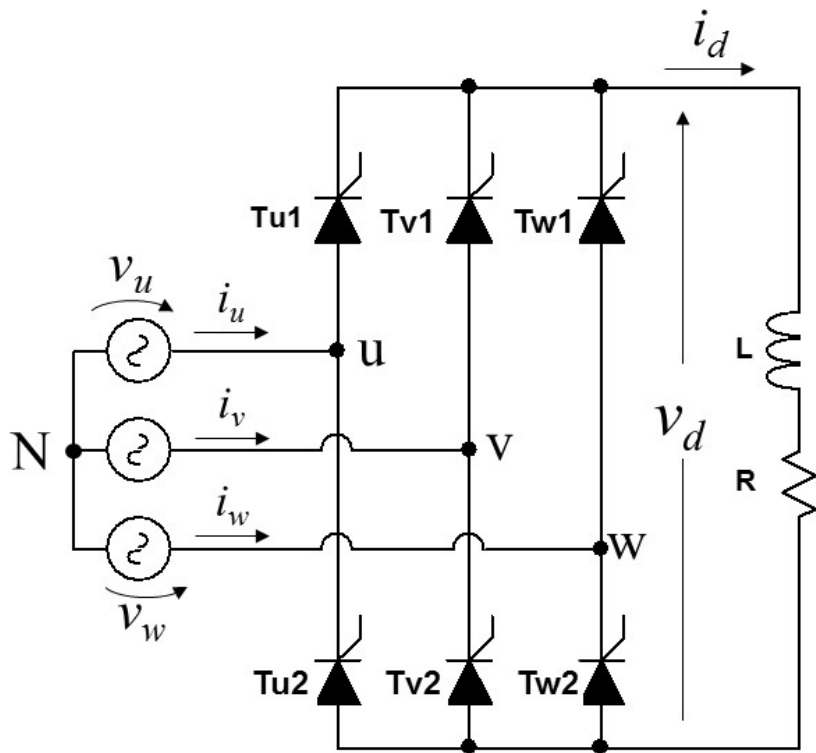 i_d
Tu1 Tv1 Tw1
v_u
i_u
u
L
i_v
N
v
v_d
R
i_w
w
v_w
Tu2 Tv2 Tw2